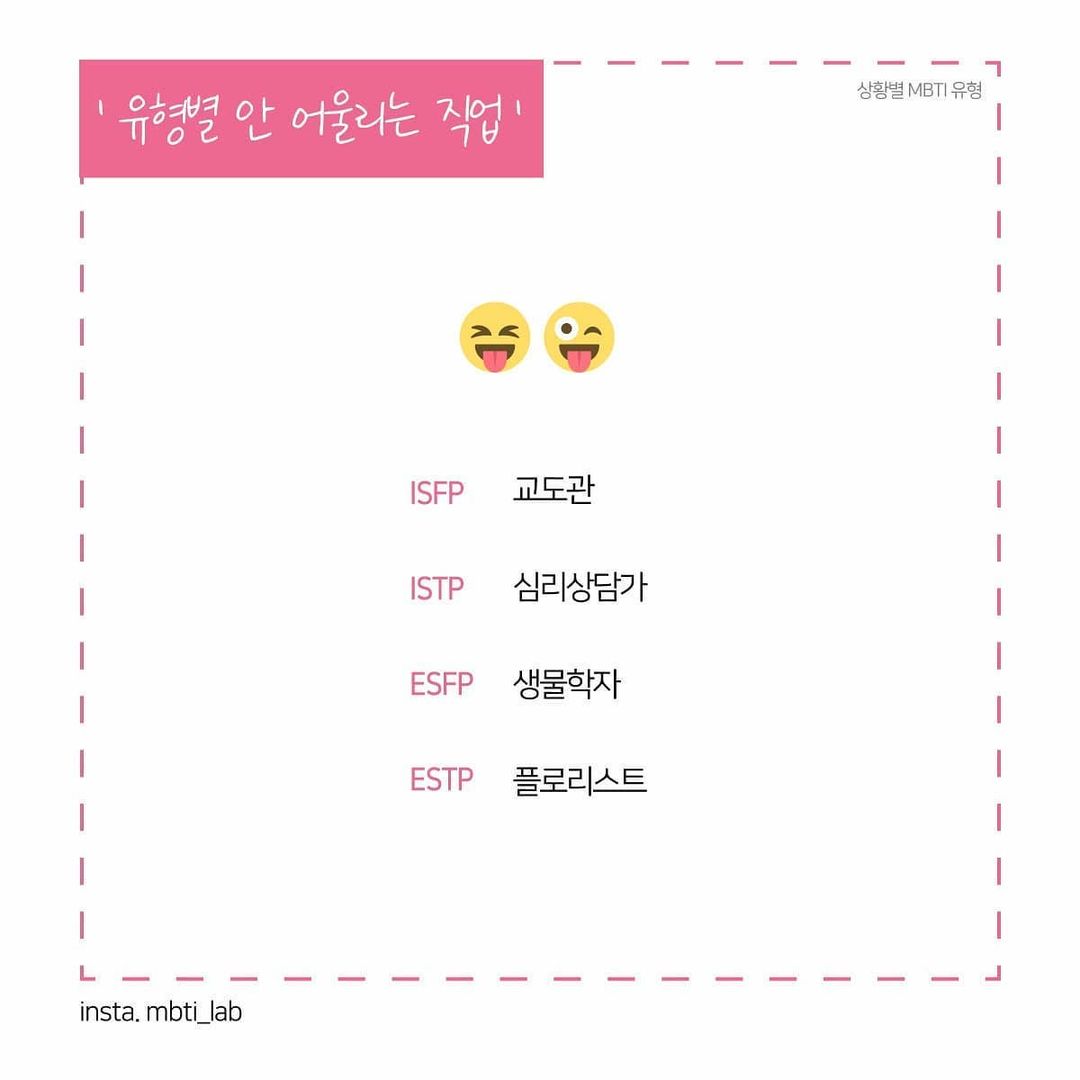 ' 유형별 안 어울리는 직업 '
상황별 MBTI 유형
ISFP 교도관
ISTP 심리상담가
ESFP 생물학자
ESTP 플로리스트
insta. mbti_lab